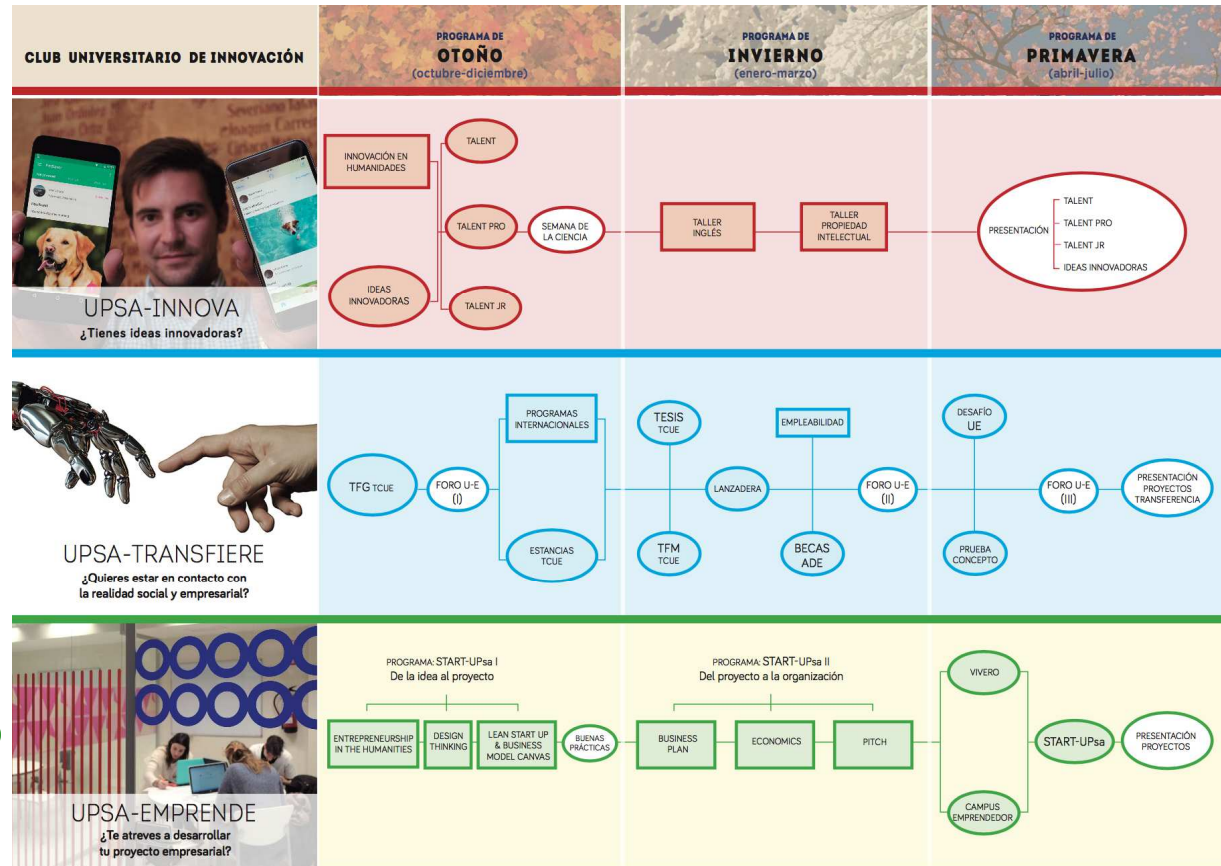 CLUB UNIVERSITARIO DE INNOVACIÓN
PROGRAMA DE
OTOÑO
(octubre-diciembre)
PROGRAMA DE
INVIERNO
(enero-marzo)
PROGRAMA DE
PRIMAVERA
(abril-julio)
UPSA-INNOVA
¿Tienes ideas innovadoras?
INNOVACIÓN EN
HUMANIDADES
IDEAS
INNOVADORAS
TALENT
TALENT PRO
TALENT JR
SEMANA DE
LA CIENCIA
TALLER
INGLÉS
TALLER
PROPIEDAD
INTELECTUAL
PRESENTACIÓN
TALENT
TALENT PRO
TALENT JR
IDEAS INNOVADORAS
UPSA-TRANSFIERE
¿Quieres estar en contacto con
la realidad social y empresarial?
TFG TCUE
FORO U-E
(I)
PROGRAMAS
INTERNACIONALES
ESTANCIAS
TCUE
TESIS
TCUE
TFM
TCUE
LANZADERA
EMPLEABILIDAD
BECAS
ADE
FORO U-E
(II)
DESAFÍO
UE
PRUEBA
CONCEPTO
FORO U-E
(III)
PRESENTACIÓN
PROYECTOS
TRANSFERENCIA
UPSA-EMPRENDE
¿Te atreves a desarrollar
tu proyecto empresarial?
PROGRAMA: START-UPsa I
De la idea al proyecto
ENTREPRENEURSHIP
IN THE HUMANITIES
DESIGN
THINKING
LEAN START UP
& BUSINESS
MODEL CANVAS
BUENAS
PRÁCTICAS
PROGRAMA: START-UPsa II
Del proyecto a la organización
BUSINESS
PLAN
ECONOMICS
PITCH
VIVERO
CAMPUS
EMPRENDEDOR
START-UPsa
PRESENTACIÓN
PROYECTOS